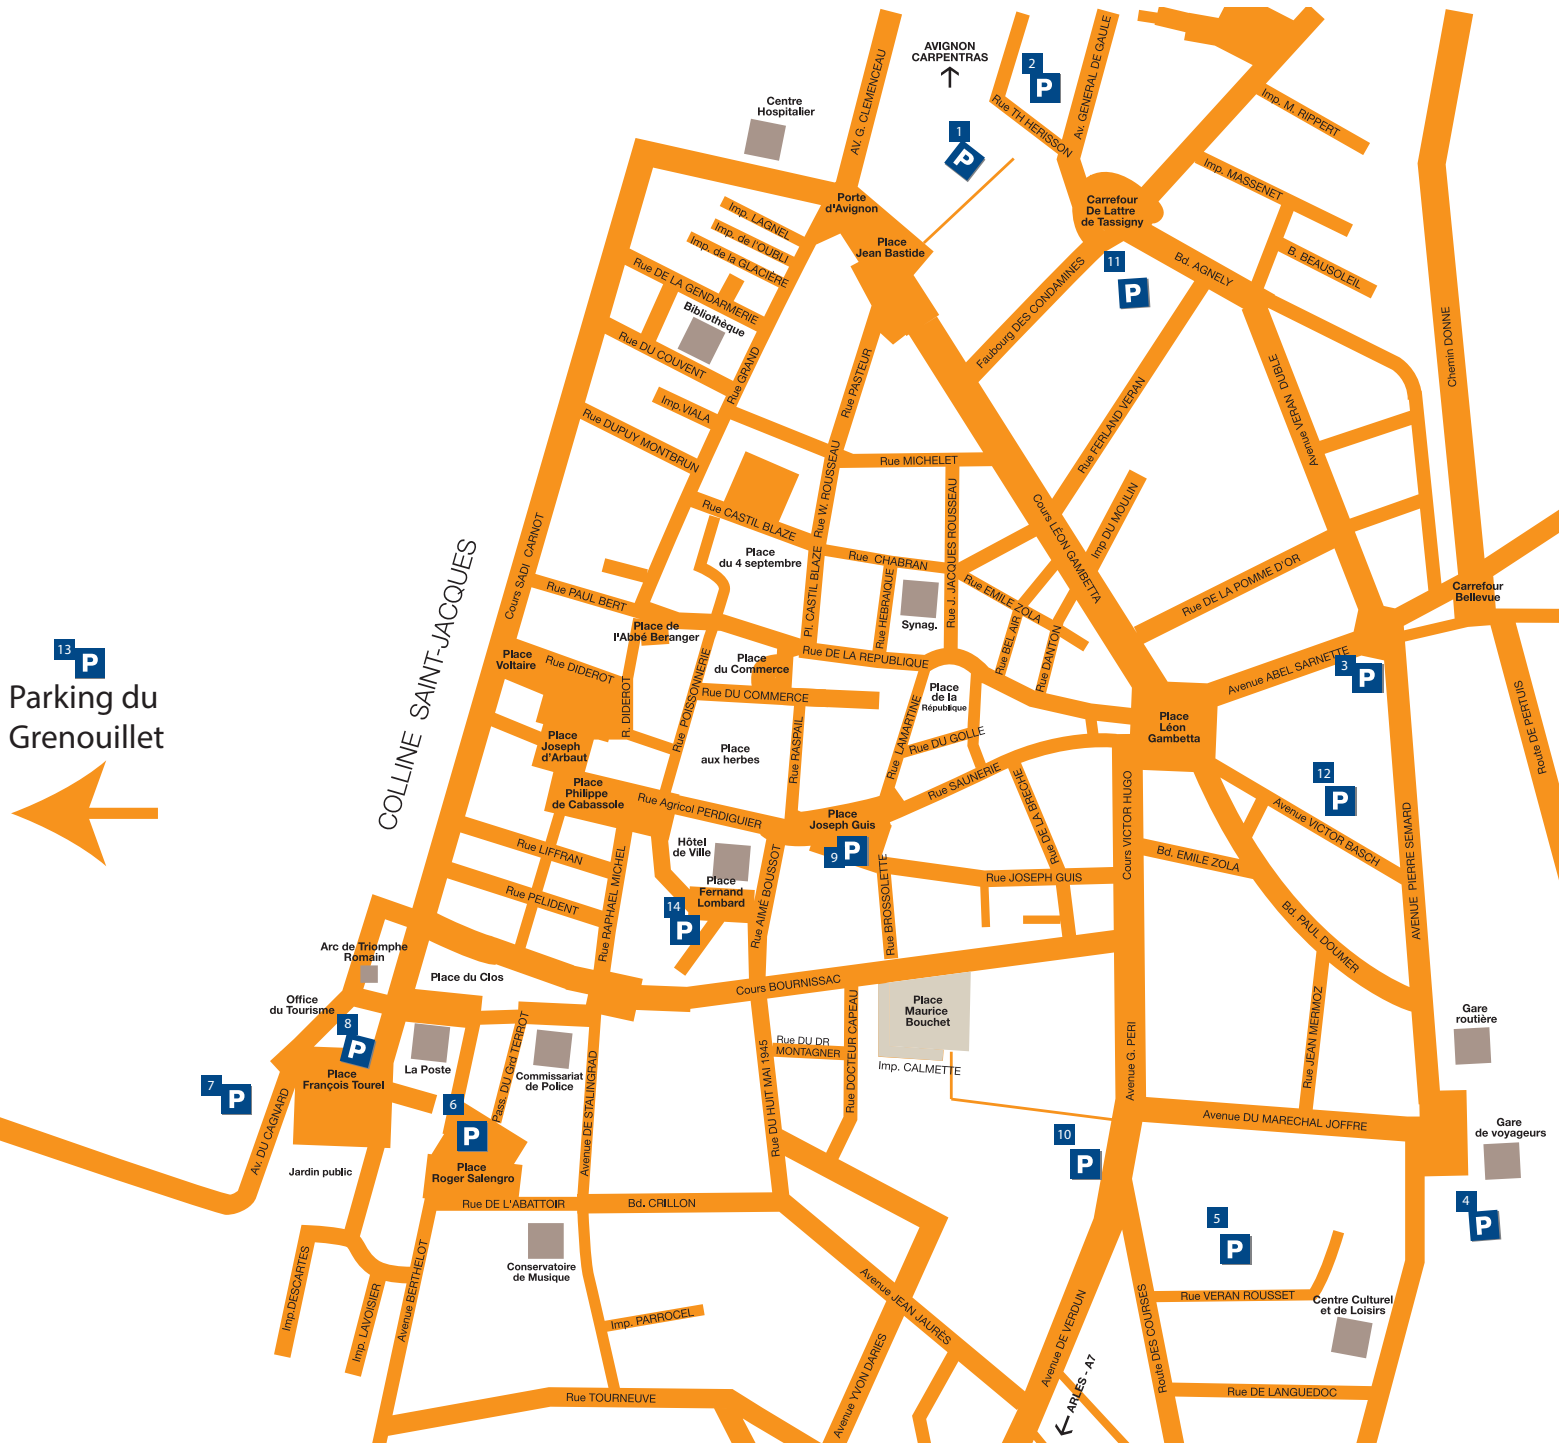 AVIGNON
CARPENTRAS
2
P
1
P
Centre
Hospitalier
AV. G. CLEMENCEAU
Rue TH HERISSON
Av. GENERAL DE GAULE
Imp. M. RIPPERT
Imp. MASSENET
B. BEAUSOLEIL
Porte
d'Avignon
Place
Jean Bastide
Carrefour
De Lattre
de Tassigny
11
P
Bd. AGNELY
Faubourg DES CONDAMINES
Imp. LAGNEL
Imp. de l'OUBLI
Imp. de la GLACIÈRE
Rue DE LA GENDARMERIE
Bibliothèque
Rue DU COUVENT
Rue GRAND
Rue PASTEUR
Imp.VIALA
Rue DUPUY MONTBRUN
Rue FERLAND VERAN
Avenue VERAN DUBLE
Chemin DONNE
Rue MICHELET
Rue W. ROUSSEAU
Rue CASTIL BLAZE
Rue J. JACQUES ROUSSEAU
Cours LÉON GAMBETTA
Imp DU MOULIN
Cours SADI CARNOT
COLLINE SAINT-JACQUES
Place
du 4 septembre
Pl. CASTIL BLAZE
Rue CHABRAN
Rue HEBRAIQUE
Synag.
Rue EMILE ZOLA
Rue BEL AIR
Rue DANTON
Rue DE LA POMME D'OR
Carrefour
Bellevue
Rue PAUL BERT
Place de
l'Abbé Beranger
13
P
Parking du
Grenouillet
Place
Voltaire
Rue DIDEROT
R. DIDEROT
Rue POISSONNERIE
Place
du Commerce
Rue DE LA REPUBLIQUE
Rue DU COMMERCE
Place
de la
République
Avenue ABEL SARNETTE
3
P
Route DE PERTUIS
Place
Joseph
d'Arbaut
Place
aux herbes
Rue RASPAIL
Rue LAMARTINE
Rue DU GOLLE
Place
Léon
Gambetta
Place
Philippe
de Cabassole
Rue Agricol PERDIGUIER
Rue SAUNERIE
Rue DE LA BRECHE
Cours VICTOR HUGO
12
P
Avenue VICTOR BASCH
AVENUE PIERRE SEMARD
Place
Joseph Guis
9
P
Hôtel
de Ville
Place
Fernand
Lombard
Rue LIFFRAN
Rue PELIDENT
Rue RAPHAEL MICHEL
14
P
Rue AIMÉ BOUSSOT
Rue BROSSOLETTE
Rue JOSEPH GUIS
Bd. EMILE ZOLA
Bd. PAUL DOUMER
Arc de Triomphe
Romain
Place du Clos
Office
du Tourisme
8
P
La Poste
Pass. DU Grd TERROT
Commissariat
de Police
Avenue DE STALINGRAD
Cours BOURNISSAC
Place
Maurice
Bouchet
Rue DU DR
MONTAGNER
Rue DOCTEUR CAPEAU
Rue DU HUIT MAI 1945
Imp. CALMETTE
Avenue G. PERI
Rue JEAN MERMOZ
Gare
routière
Place
François Tourel
7
P
Av. DU CAGNARD
6
P
Place
Roger Salengro
Jardin public
Avenue DU MARECHAL JOFFRE
Gare
de voyageurs
10
P
4
P
5
P
Rue DE L'ABATTOIR
Bd. CRILLON
Conservatoire
de Musique
Imp.DESCARTES
Imp. LAVOISIER
Avenue BERTHELOT
Imp. PARROCEL
Avenue JEAN JAURÈS
Avenue YVON DARIES
Rue TOURNEUVE
Avenue DE VERDUN
ARLES - A7
Route DES COURSES
Rue VERAN ROUSSET
Centre Culturel
et de Loisirs
Rue DE LANGUEDOC